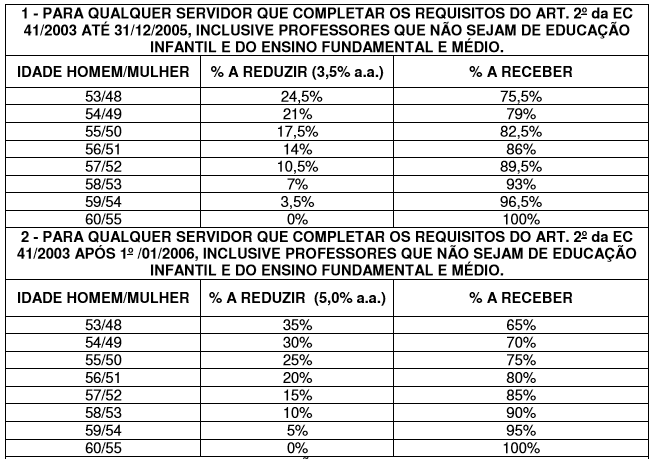 1 - PARA QUALQUER SERVIDOR QUE COMPLETAR OS REQUISITOS DO ART. 2º da EC
41/2003 ATÉ 31/12/2005, INCLUSIVE PROFESSORES QUE NÃO SEJAM DE EDUCAÇÃO
INFANTIL E DO ENSINO FUNDAMENTAL E MÉDIO.
IDADE HOMEM/MULHER % A REDUZIR (3,5% a.a.) % A RECEBER
53/48 24,5% 75,5%
54/49 21% 79%
55/50 17,5% 82,5%
56/51 14% 86%
57/52 10,5% 89,5%
58/53 7% 93%
59/54 3,5% 96,5%
60/55 0% 100%
2 - PARA QUALQUER SERVIDOR QUE COMPLETAR OS REQUISITOS DO ART. 2º da EC
41/2003 APÓS 1º /01/2006, INCLUSIVE PROFESSORES QUE NÃO SEJAM DE EDUCAÇÃO
INFANTIL E DO ENSINO FUNDAMENTAL E MÉDIO.
IDADE HOMEM/MULHER % A REDUZIR (5,0% a.a.) % A RECEBER
53/48 35% 65%
54/49 30% 70%
55/50 25% 75%
56/51 20% 80%
57/52 15% 85%
58/53 10% 90%
59/54 5% 95%
60/55 0% 100%